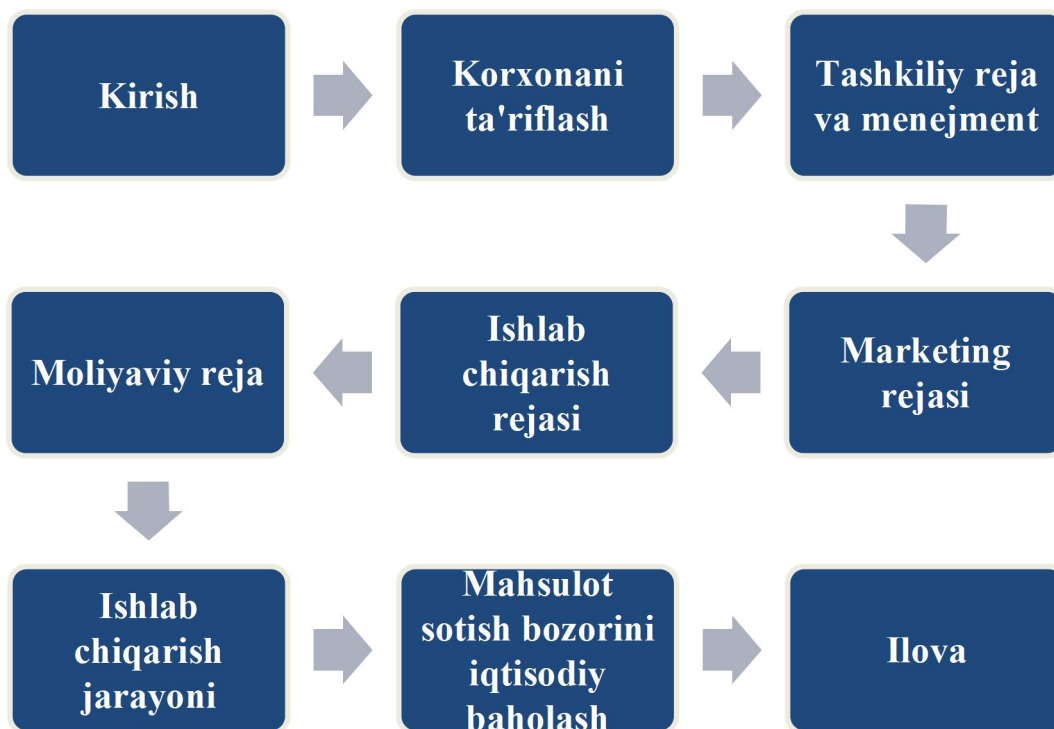 Kirish
Korxonani
ta'riflash
Tashkiliy reja
va menejment
Marketing
rejasi
Ishlab
chiqarish
rejasi
Moliyaviy reja
Ishlab
chiqarish
jarayoni
Mahsulot
sotish bozorini
iqtisodiy
baholash
Ilova